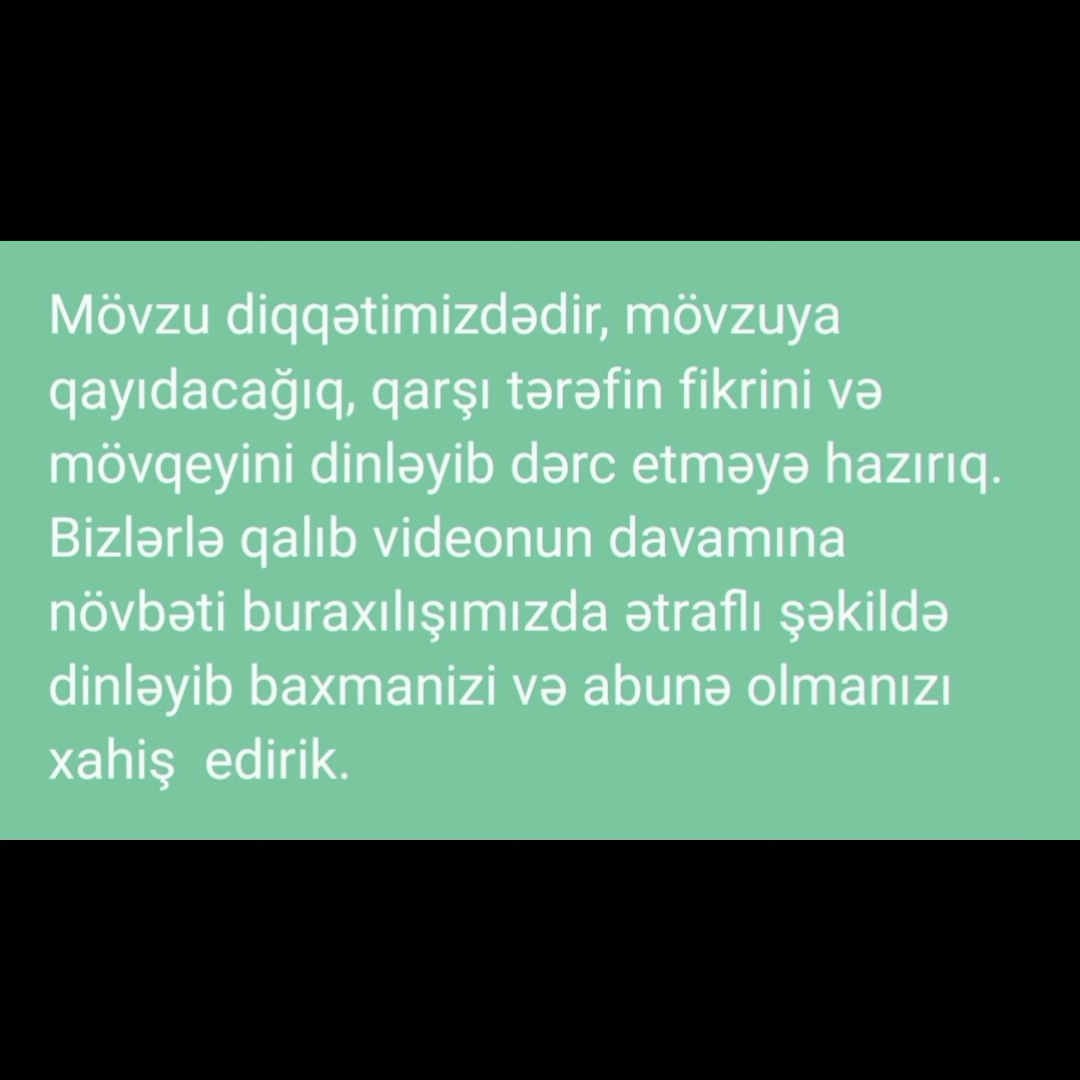 Mövzu diqqətimizdədir, mövzuya
qayıdacağıq, qarşı tərəfin fikrini və
mövqeyini dinləyib dərc etməyə hazırıq.
Bizlərlə qalıb videonun davamına
növbəti buraxılışımızda ətraflı şəkildə
dinləyib baxmanizi və abunə olmanızı
xahiş  edirik.